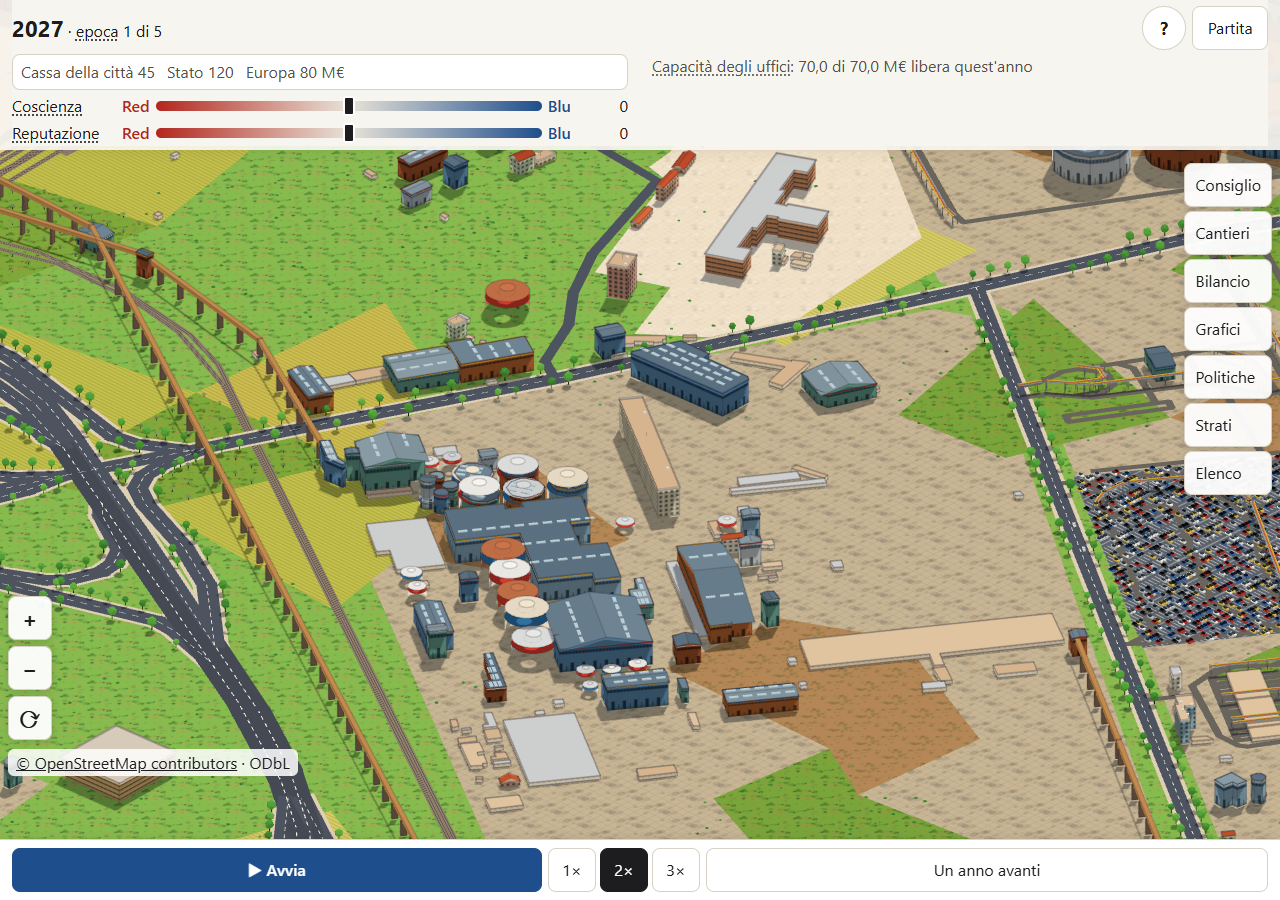 2027 · epoca 1 di 5
? Partita
Cassa della città 45 Stato 120 Europa 80 M€
Capacità degli uffici: 70,0 di 70,0 M€ libera quest'anno
Coscienza Red Blu 0
Reputazione Red Blu 0
Consiglio
Cantieri
Bilancio
Grafici
Politiche
Strati
Elenco
+
−
© OpenStreetMap contributors · ODbL
▶ Avvia 1× 2× 3× Un anno avanti